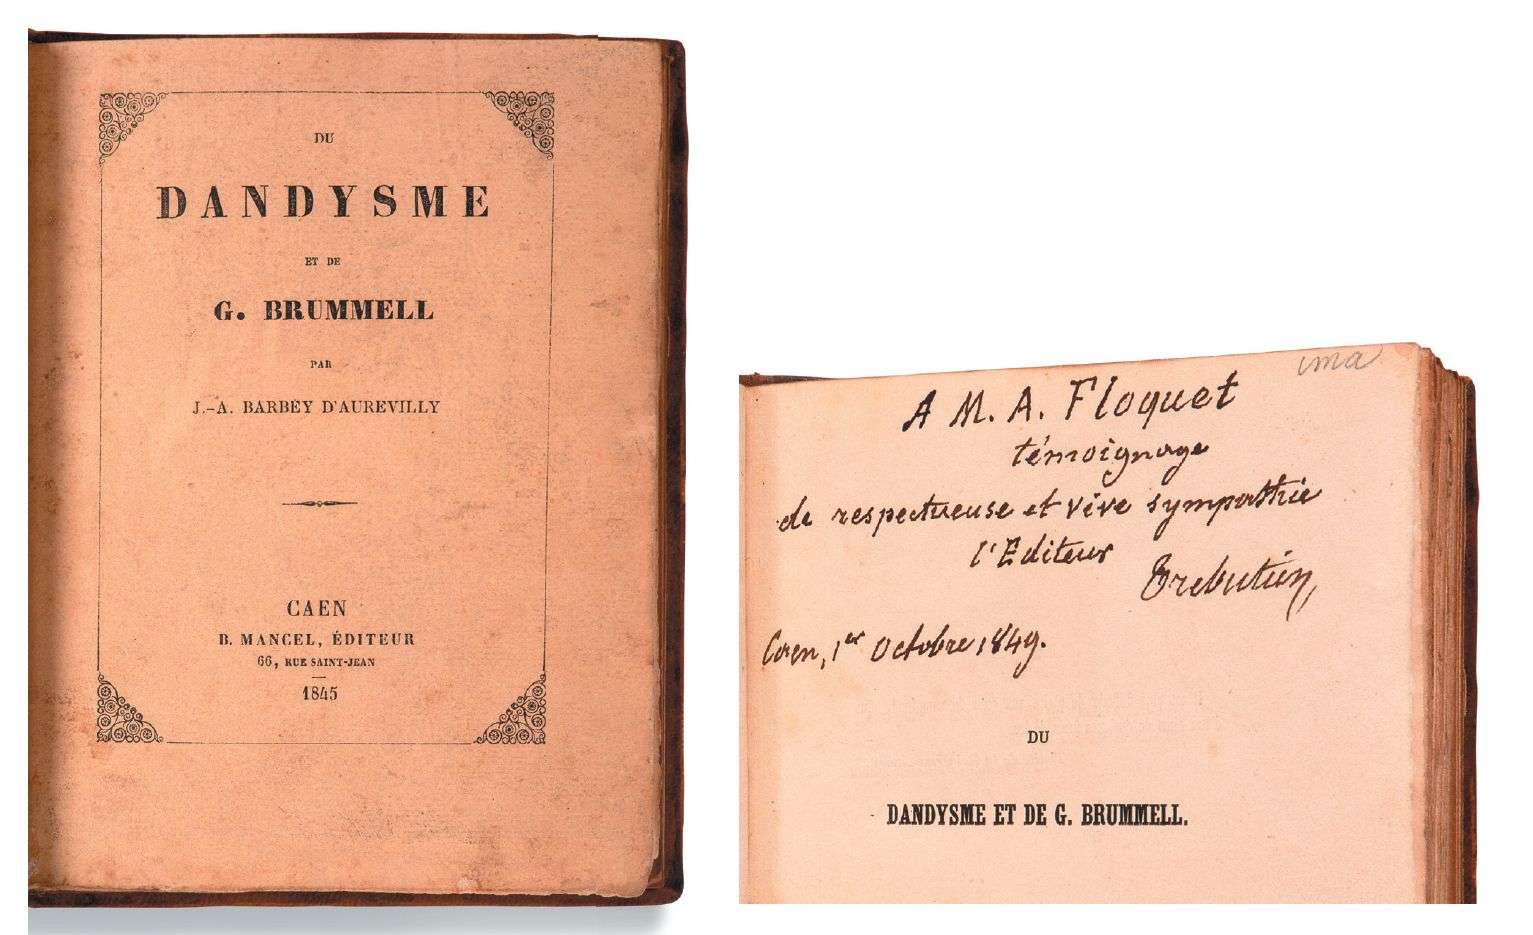 DU
DANDYSME
ET DE
G. BRUMMELL
PAR
J.-A. BARBEY D'AUREVILLY
CAEN
B. MANCEL, ÉDITEUR
66, RUE SAINT-JEAN
1845
ima
A M. A. Floquet
témoignage
de respectueuse et vive sympathie
l'Editeur
Trebutien,
Caen, 1er Octobre 1849.
DU
DANDYSME ET DE G. BRUMMELL.